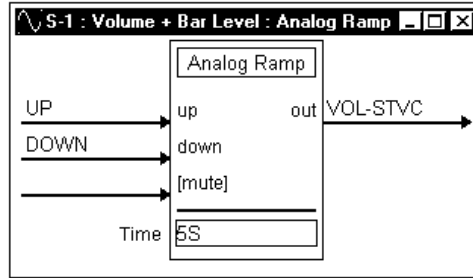 S-1 : Volume + Bar Level : Analog Ramp
Analog Ramp
UP up out VOL-STVC
DOWN down
[mute]
Time 5S